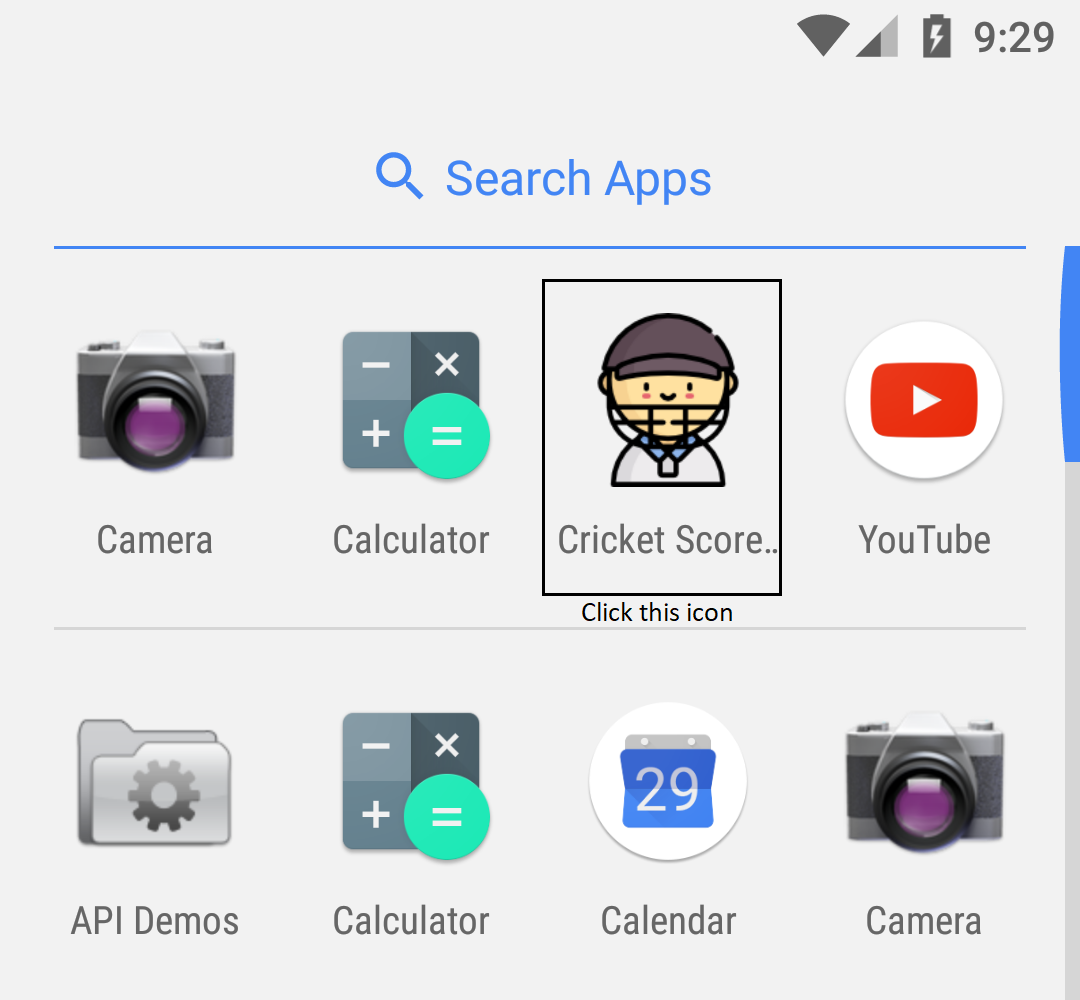 9:29
Search Apps
Camera
Calculator
Cricket Score…
YouTube
Click this icon
29
API Demos
Calculator
Calendar
Camera